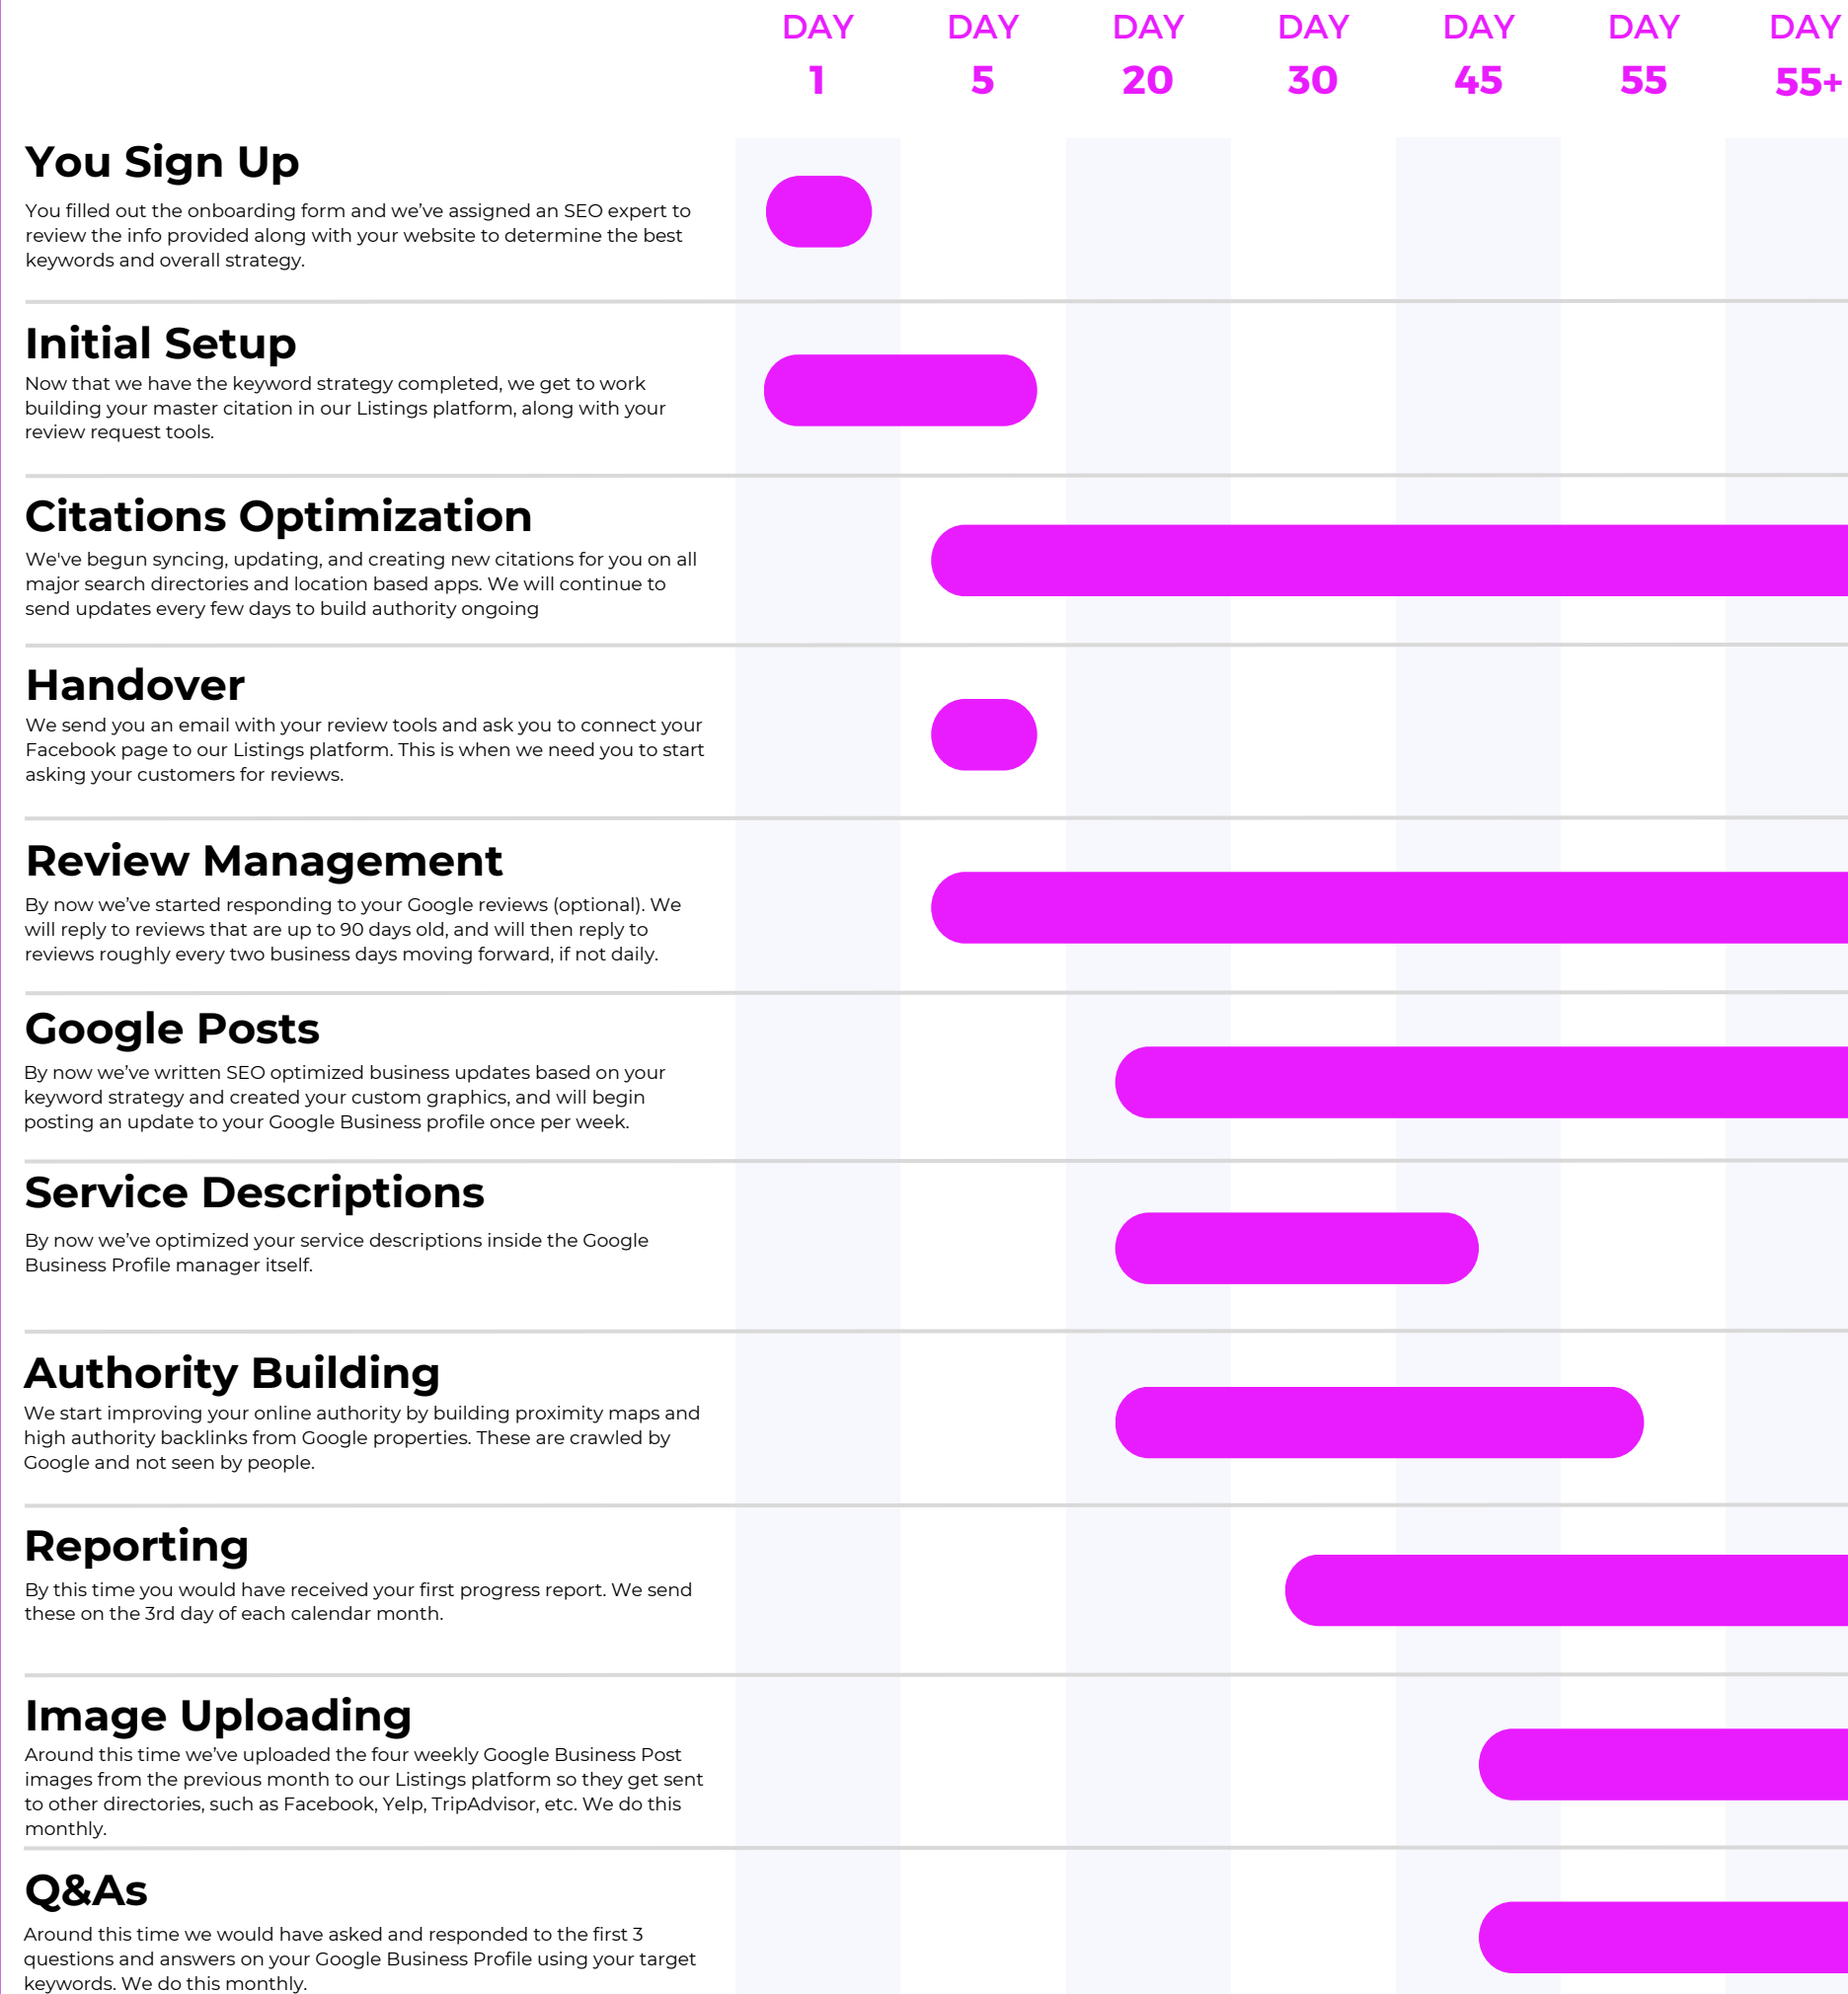 DAY DAY DAY DAY DAY DAY DAY
1 5 20 30 45 55 55+
You Sign Up
You filled out the onboarding form and we’ve assigned an SEO expert to
review the info provided along with your website to determine the best
keywords and overall strategy.
Initial Setup
Now that we have the keyword strategy completed, we get to work
building your master citation in our Listings platform, along with your
review request tools.
Citations Optimization
We've begun syncing, updating, and creating new citations for you on all
major search directories and location based apps. We will continue to
send updates every few days to build authority ongoing
Handover
We send you an email with your review tools and ask you to connect your
Facebook page to our Listings platform. This is when we need you to start
asking your customers for reviews.
Review Management
By now we’ve started responding to your Google reviews (optional). We
will reply to reviews that are up to 90 days old, and will then reply to
reviews roughly every two business days moving forward, if not daily.
Google Posts
By now we’ve written SEO optimized business updates based on your
keyword strategy and created your custom graphics, and will begin
posting an update to your Google Business profile once per week.
Service Descriptions
By now we’ve optimized your service descriptions inside the Google
Business Profile manager itself.
Authority Building
We start improving your online authority by building proximity maps and
high authority backlinks from Google properties. These are crawled by
Google and not seen by people.
Reporting
By this time you would have received your first progress report. We send
these on the 3rd day of each calendar month.
Image Uploading
Around this time we’ve uploaded the four weekly Google Business Post
images from the previous month to our Listings platform so they get sent
to other directories, such as Facebook, Yelp, TripAdvisor, etc. We do this
monthly.
Q&As
Around this time we would have asked and responded to the first 3
questions and answers on your Google Business Profile using your target
keywords. We do this monthly.